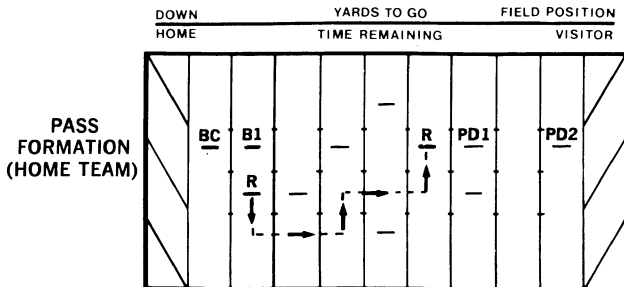 DOWN YARDS TO GO FIELD POSITION
HOME TIME REMAINING VISITOR
PASS
FORMATION
(HOME TEAM)
BC B1 R PD1 PD2
R